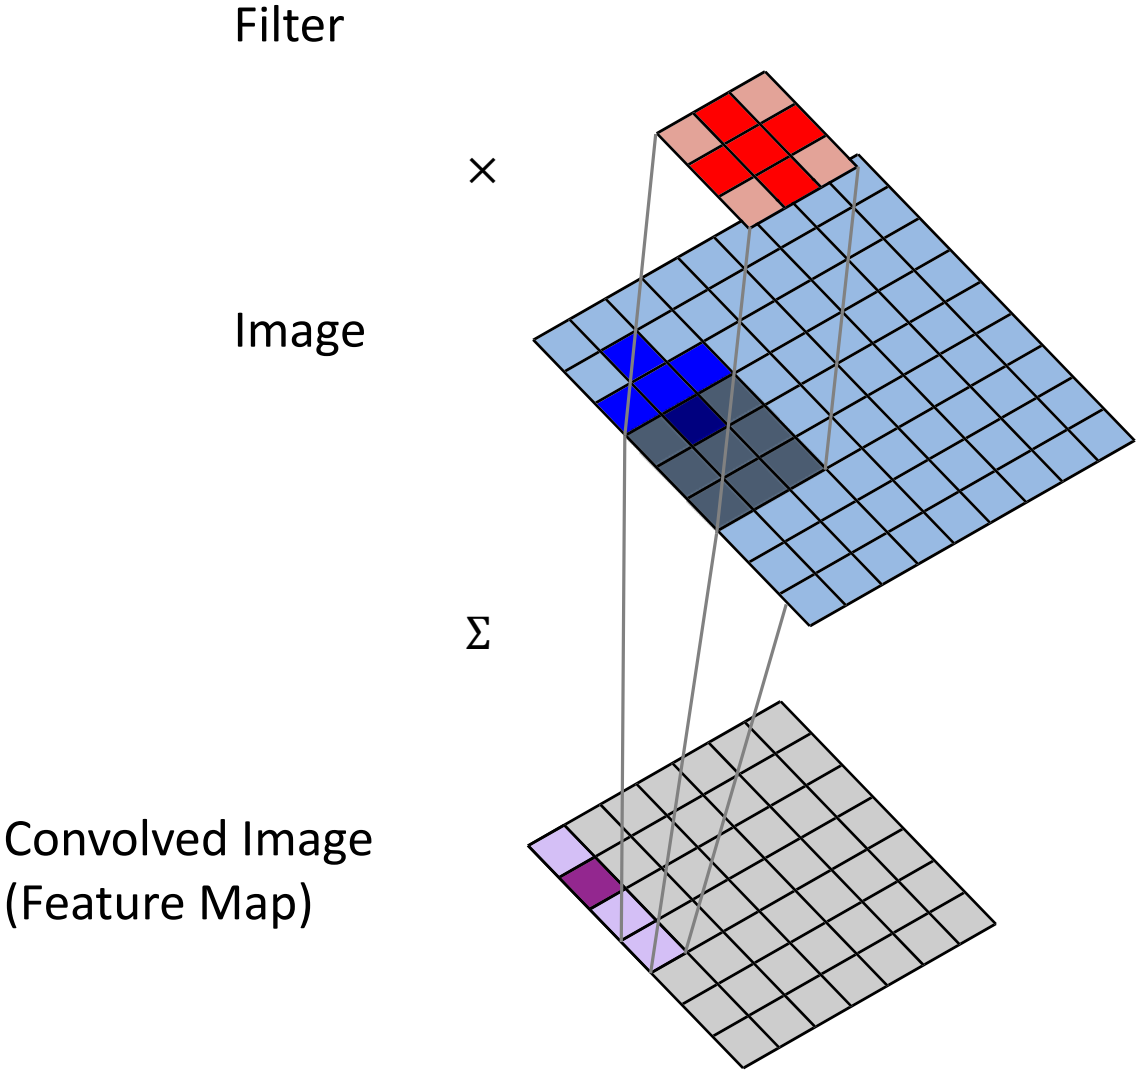 Filter
×
Image
Σ
Convolved Image
(Feature Map)